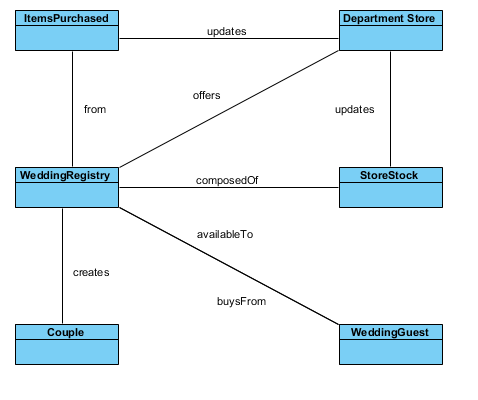 ItemsPurchased
Department Store
updates
offers
from
updates
WeddingRegistry
composedOf
StoreStock
availableTo
creates
buysFrom
Couple
WeddingGuest